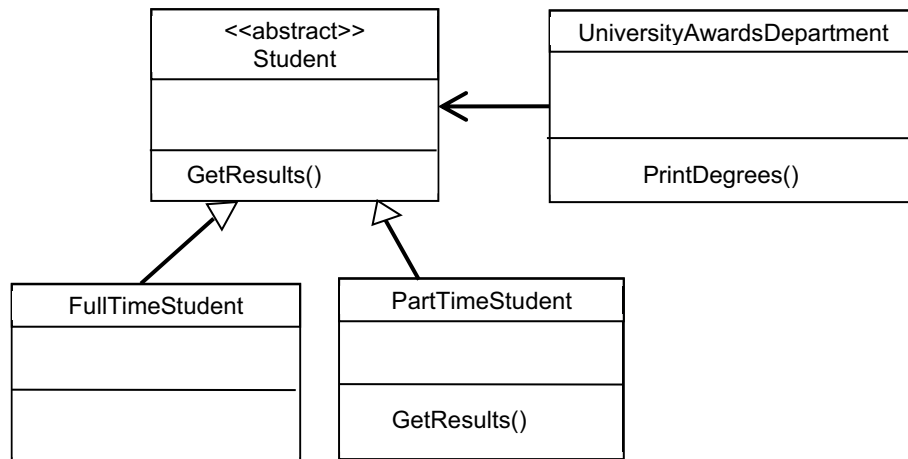 <<abstract>>
Student
GetResults()
UniversityAwardsDepartment
PrintDegrees()
FullTimeStudent
PartTimeStudent
GetResults()